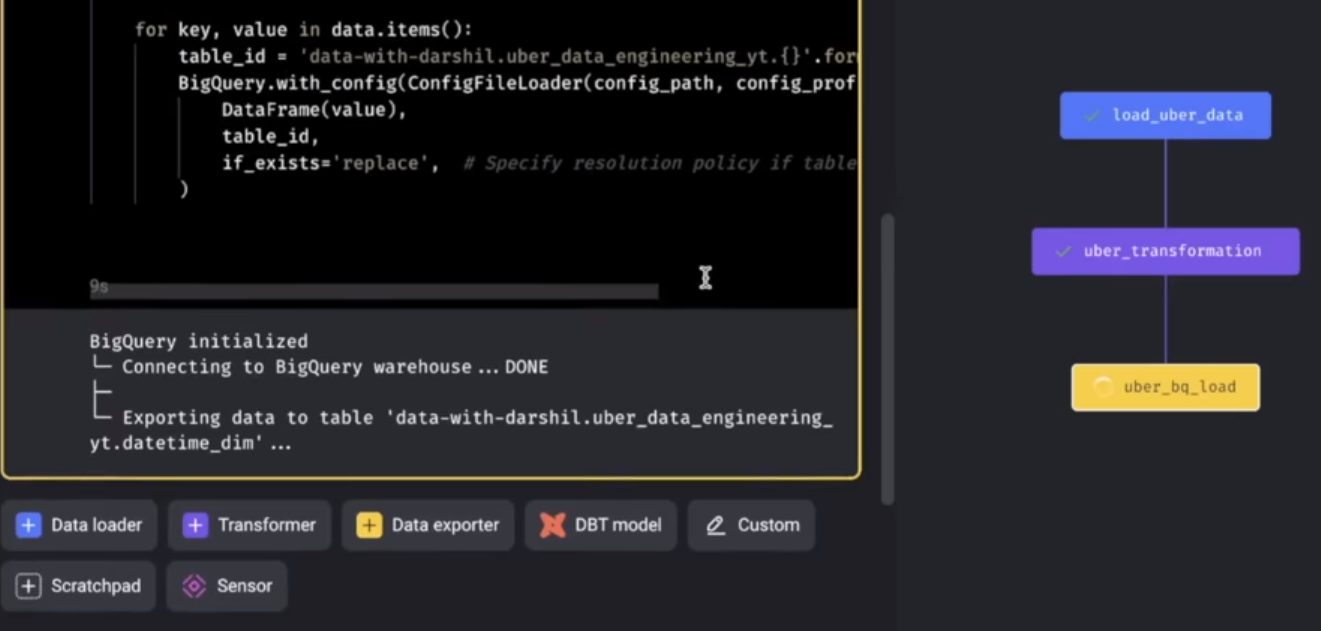 for key, value in data.items():
table_id = 'data-with-darshil.uber_data_engineering_yt.{}'.for
BigQuery.with_config(ConfigFileLoader(config_path, config_prof
DataFrame(value),
table_id,
if_exists='replace',  # Specify resolution policy if table
)
9s
BigQuery initialized
└─ Connecting to BigQuery warehouse...DONE
├─
└─ Exporting data to table 'data-with-darshil.uber_data_engineering_
yt.datetime_dim'...
Data loader
Transformer
Data exporter
DBT model
Custom
Scratchpad
Sensor
load_uber_data
uber_transformation
uber_bq_load